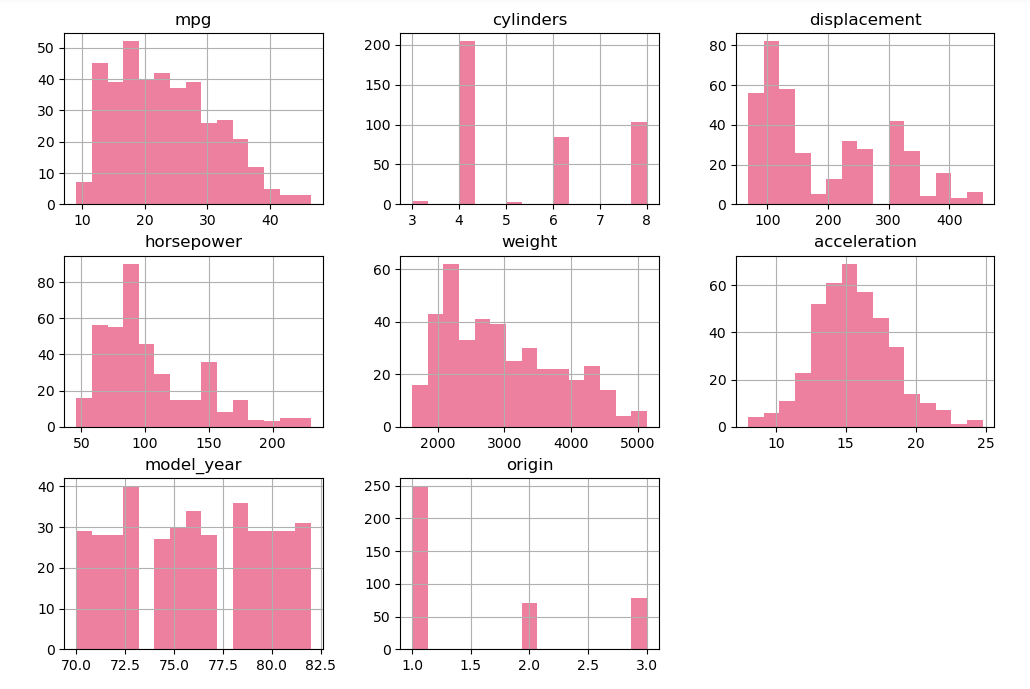 mpg
50
40
30
20
10
0
10 20 30 40
cylinders
200
150
100
50
0
3 4 5 6 7 8
displacement
80
60
40
20
0
100 200 300 400
horsepower
80
60
40
20
0
50 100 150 200
weight
60
40
20
0
2000 3000 4000 5000
acceleration
60
40
20
0
10 15 20 25
model_year
40
30
20
10
0
70.0 72.5 75.0 77.5 80.0 82.5
origin
250
200
150
100
50
0
1.0 1.5 2.0 2.5 3.0